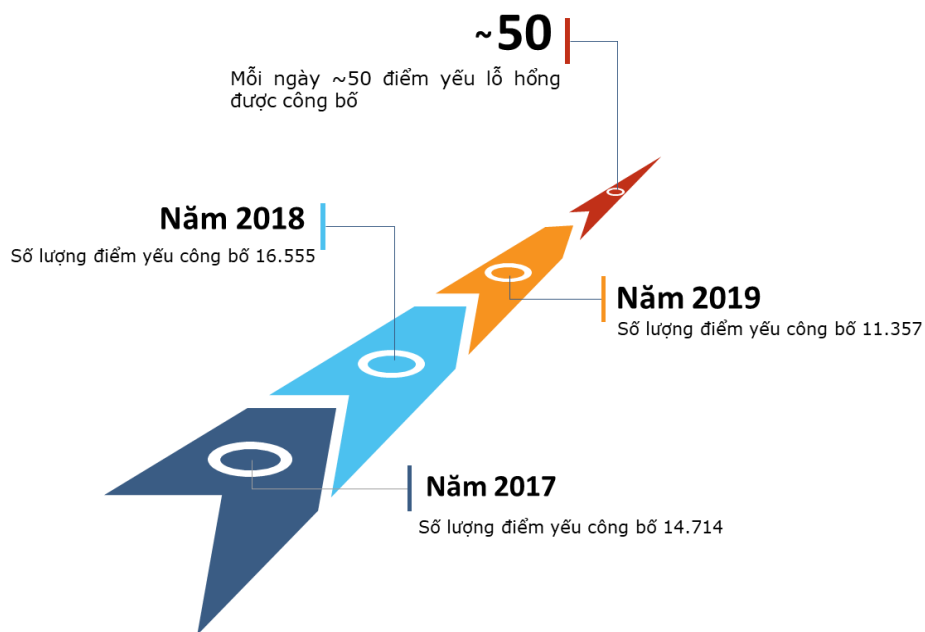 ~50
Mỗi ngày ~50 điểm yếu lỗ hổng
được công bố
Năm 2018
Số lượng điểm yếu công bố 16.555
Năm 2019
Số lượng điểm yếu công bố 11.357
Năm 2017
Số lượng điểm yếu công bố 14.714